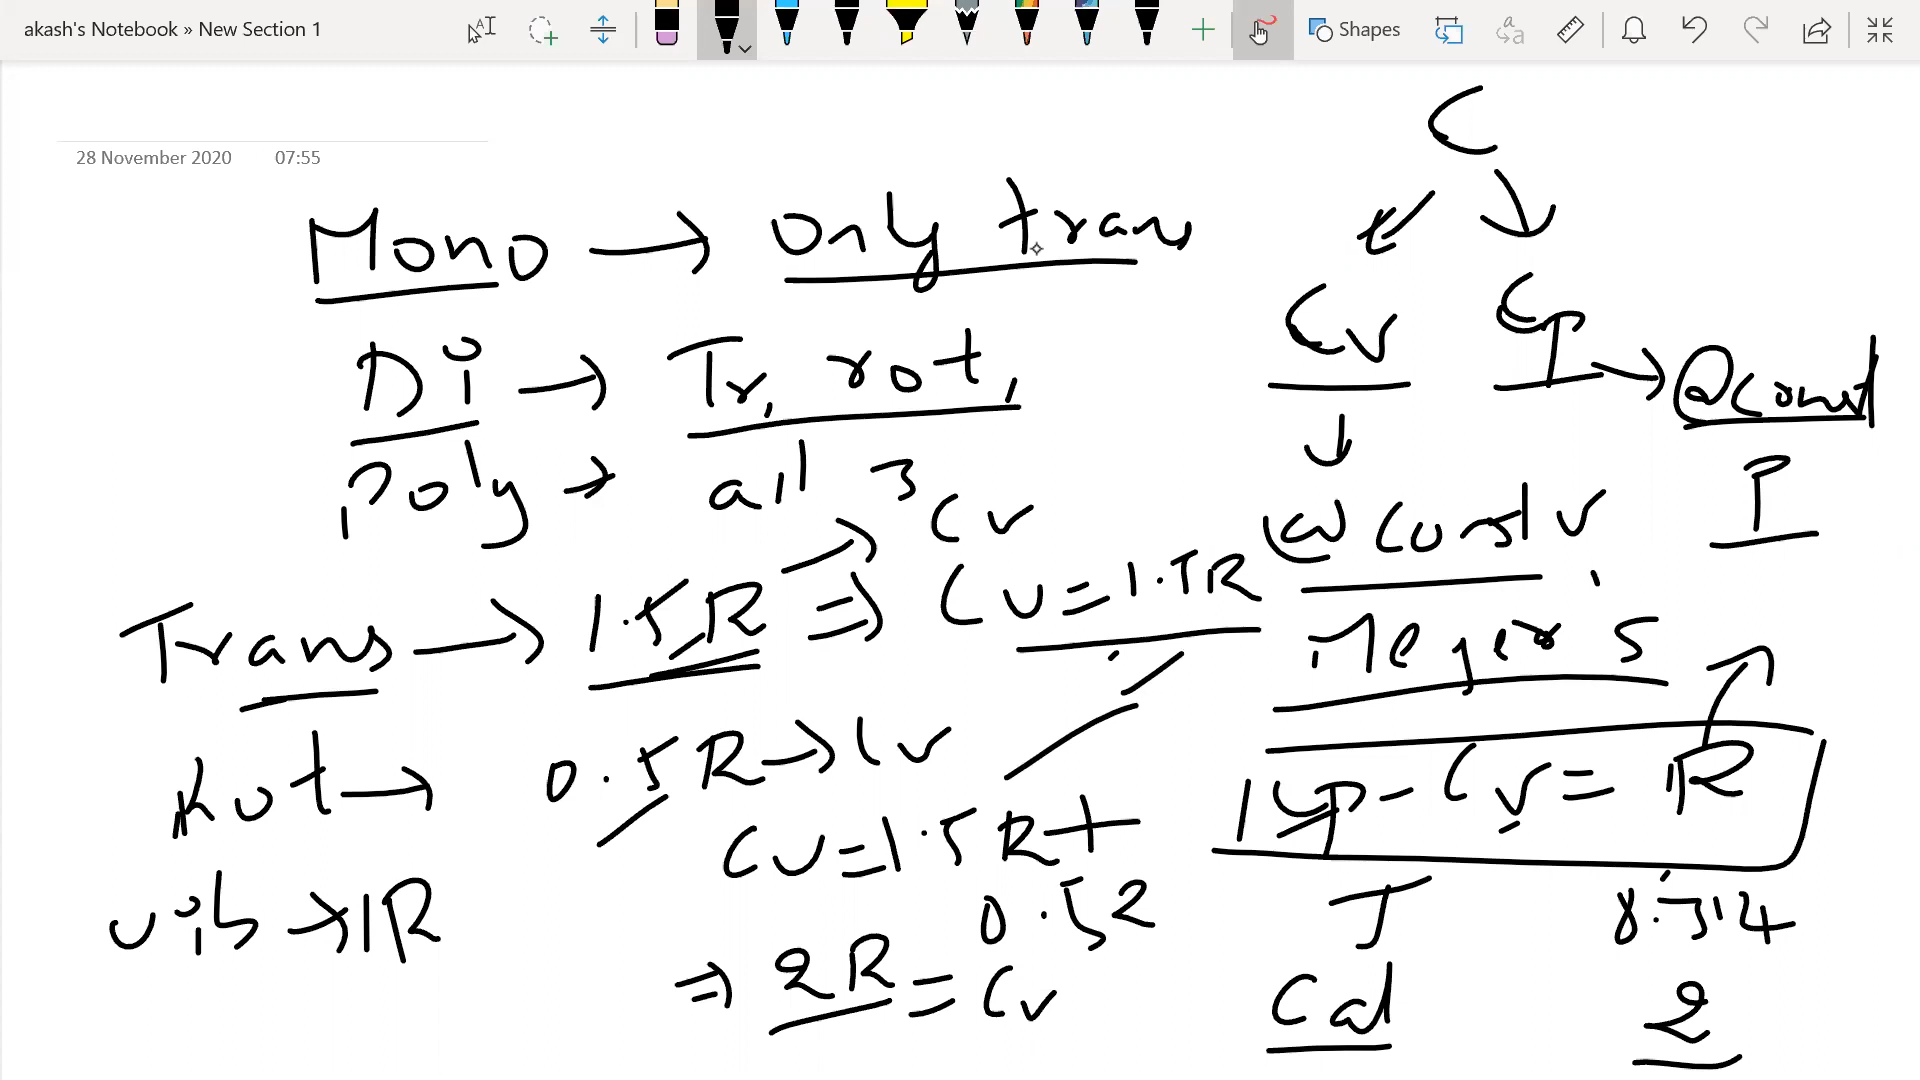 akash's Notebook » New Section 1
Shapes
28 November 2020 07:55
Mono → only trans
Di → Tr, rot,
Poly → all 3
Trans → 1.5R ⇒ Cv = 1.5R
Cv
Rot → 0.5R → Cv
Cv = 1.5R +
0.5R
vib → 1R
⇒ 2R = Cv
C
Cv Cp → @const
P
↓
@ const v
Meyer's
Cp - Cv = R
J 8.314
Cal 2